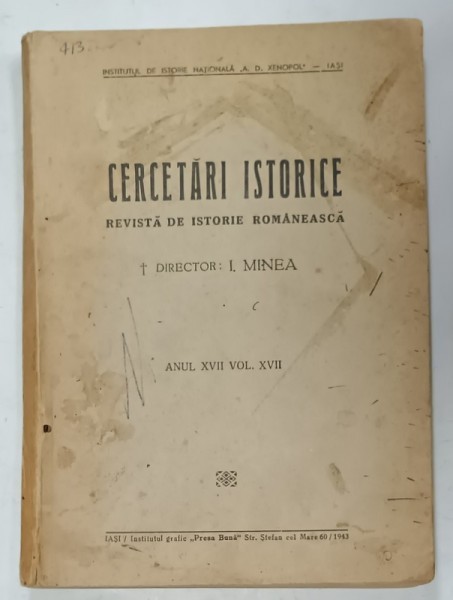 413
INSTITUTUL DE ISTORIE NAȚIONALĂ „A. D. XENOPOL" — IAȘI
CERCETĂRI ISTORICE
REVISTĂ DE ISTORIE ROMÂNEASCĂ
† DIRECTOR: I. MINEA
ANUL XVII VOL. XVII
IAȘI / Institutul grafic „Presa Bună" Str. Ștefan cel Mare 60 / 1943